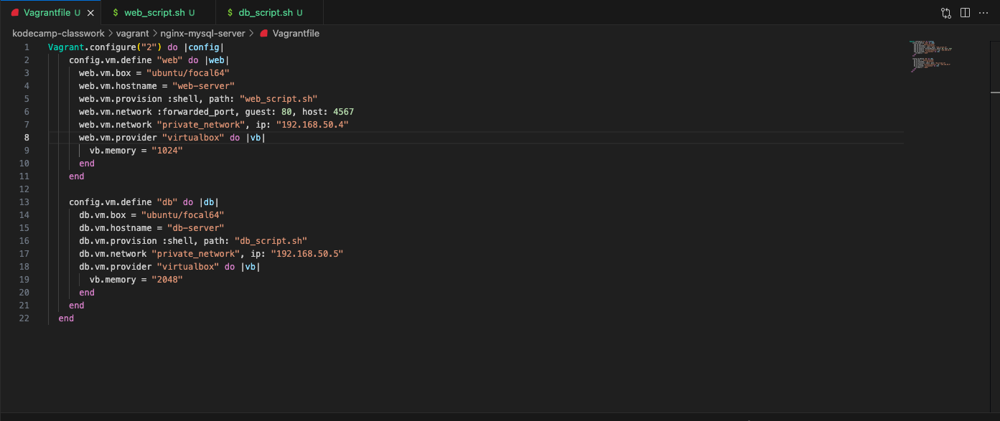 Vagrantfile U
$ web_script.sh U
$ db_script.sh U
kodecamp-classwork > vagrant > nginx-mysql-server > Vagrantfile
1 Vagrant.configure("2") do |config|
2 config.vm.define "web" do |web|
3 web.vm.box = "ubuntu/focal64"
4 web.vm.hostname = "web-server"
5 web.vm.provision :shell, path: "web_script.sh"
6 web.vm.network :forwarded_port, guest: 80, host: 4567
7 web.vm.network "private_network", ip: "192.168.50.4"
8 web.vm.provider "virtualbox" do |vb|
9 vb.memory = "1024"
10 end
11 end
12
13 config.vm.define "db" do |db|
14 db.vm.box = "ubuntu/focal64"
15 db.vm.hostname = "db-server"
16 db.vm.provision :shell, path: "db_script.sh"
17 db.vm.network "private_network", ip: "192.168.50.5"
18 db.vm.provider "virtualbox" do |vb|
19 vb.memory = "2048"
20 end
21 end
22 end